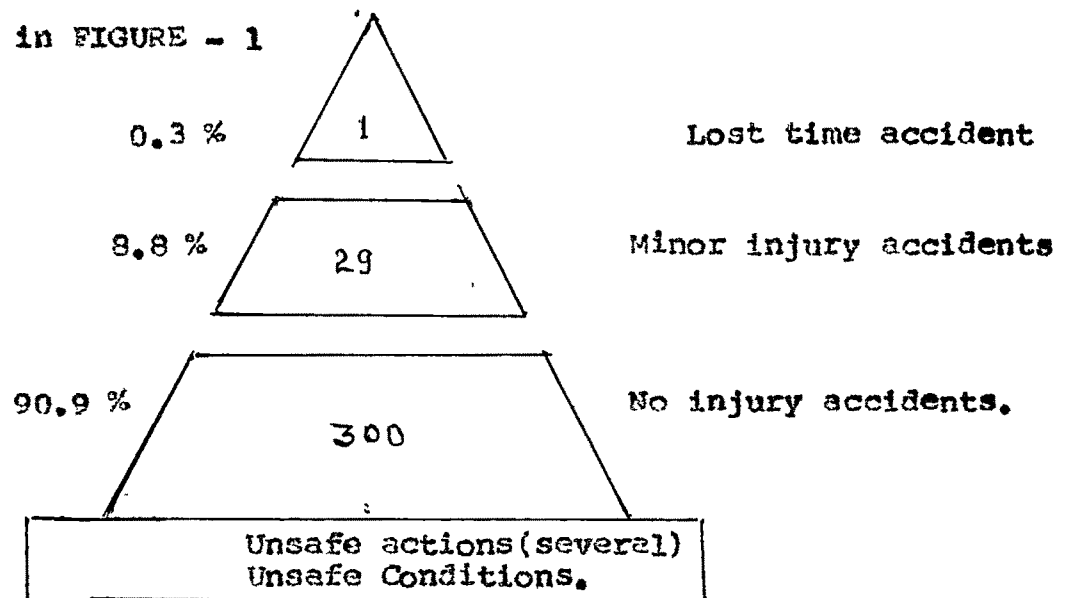 in FIGURE - 1
0.3 % 1 Lost time accident
8.8 % 29 Minor injury accidents
90.9 % 300 No injury accidents.
Unsafe actions(several)
Unsafe Conditions.